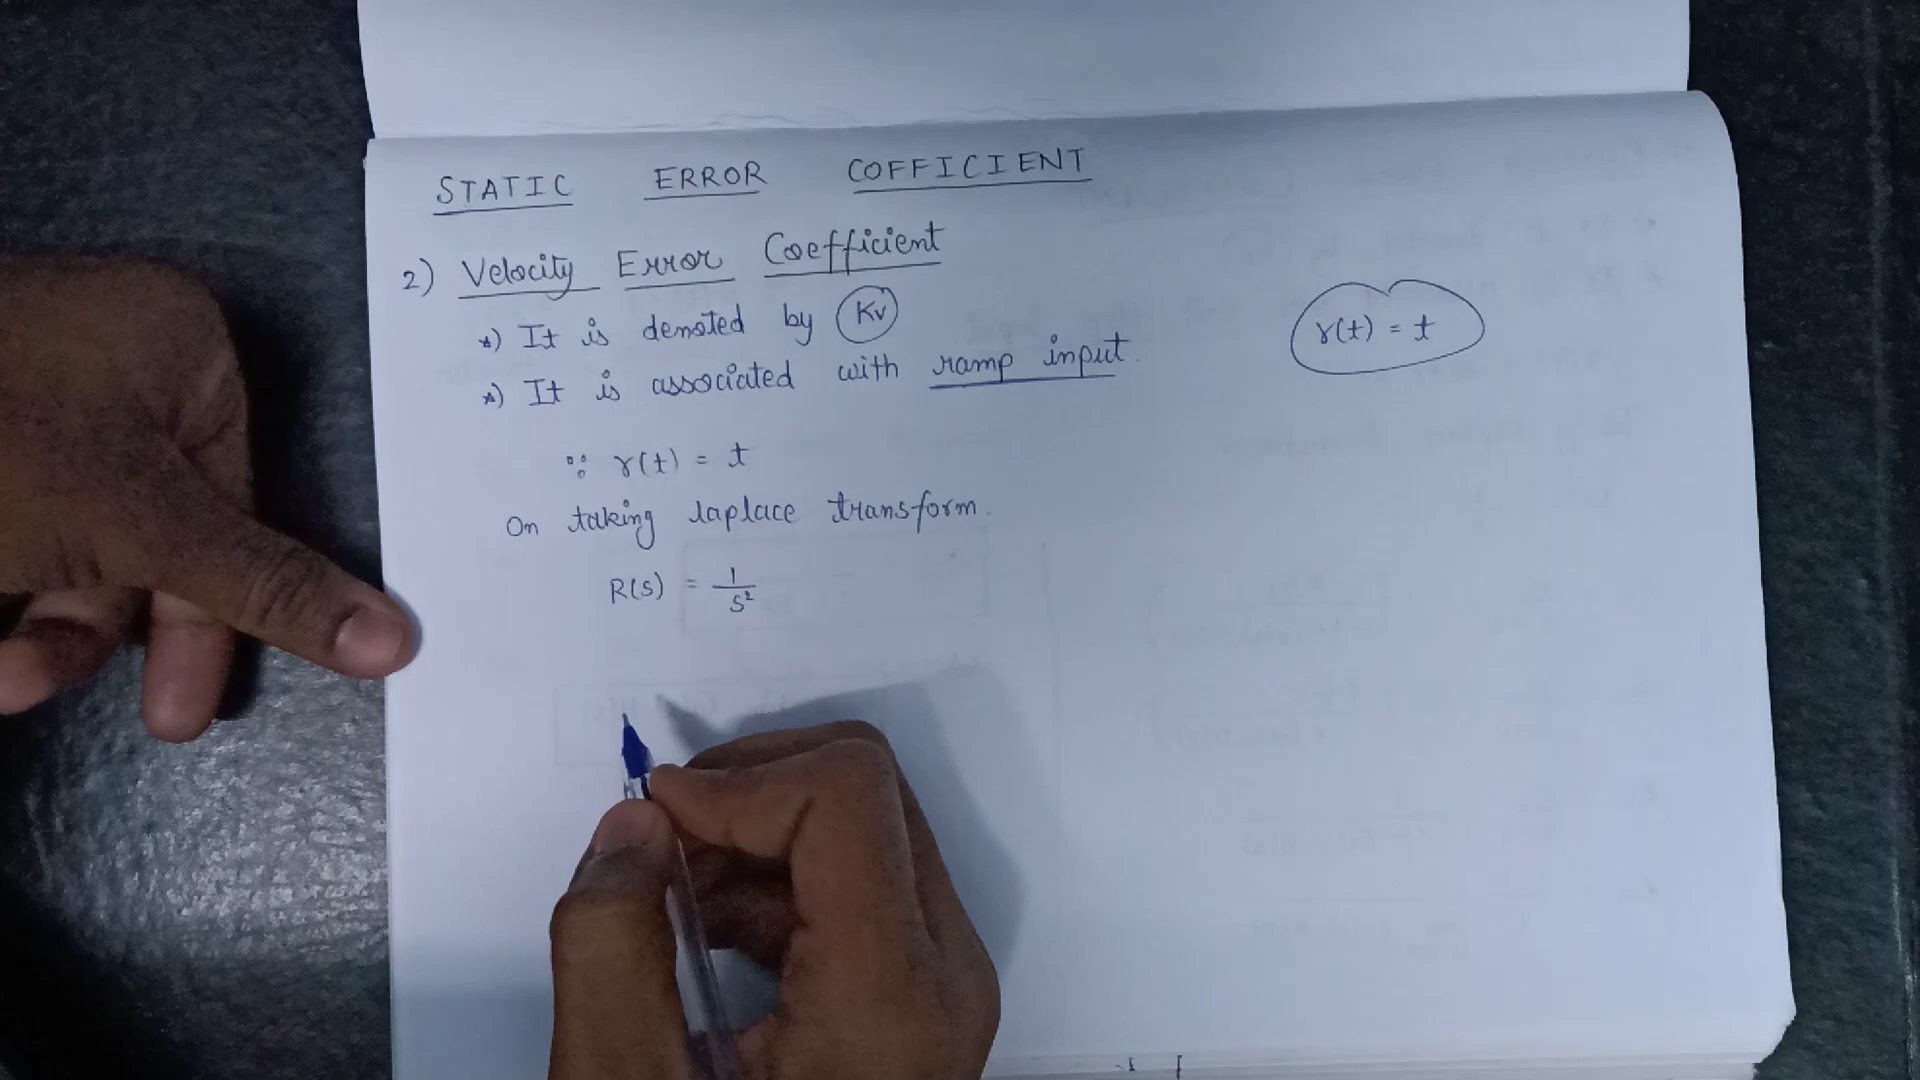 STATIC ERROR COFFICIENT
2) Velocity Error Coefficient
*) It is denoted by Kv
*) It is associated with ramp input.
r(t) = t
∵ r(t) = t
On taking laplace transform.
R(s) = 1/s²